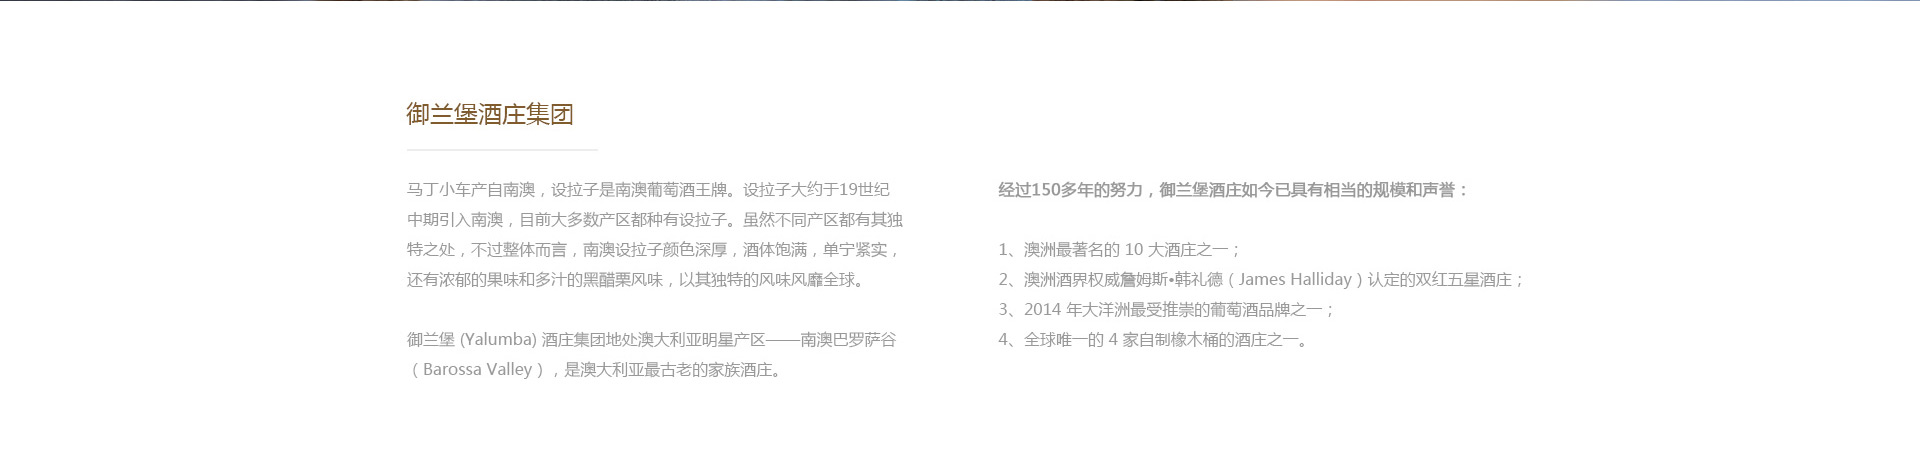 御兰堡酒庄集团
马丁小车产自南澳，设拉子是南澳葡萄酒王牌。设拉子大约于19世纪
中期引入南澳，目前大多数产区都种有设拉子。虽然不同产区都有其独
特之处，不过整体而言，南澳设拉子颜色深厚，酒体饱满，单宁紧实，
还有浓郁的果味和多汁的黑醋栗风味，以其独特的风味风靡全球。
御兰堡 (Yalumba) 酒庄集团地处澳大利亚明星产区——南澳巴罗萨谷
（Barossa Valley），是澳大利亚最古老的家族酒庄。
经过150多年的努力，御兰堡酒庄如今已具有相当的规模和声誉：
1、澳洲最著名的 10 大酒庄之一；
2、澳洲酒界权威詹姆斯•韩礼德（James Halliday）认定的双红五星酒庄；
3、2014 年大洋洲最受推崇的葡萄酒品牌之一；
4、全球唯一的 4 家自制橡木桶的酒庄之一。